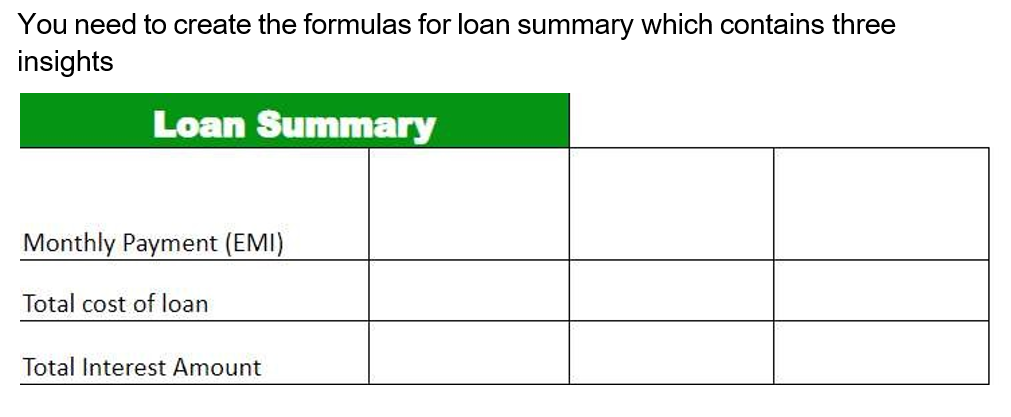 You need to create the formulas for loan summary which contains three
insights
Loan Summary
Monthly Payment (EMI)
Total cost of loan
Total Interest Amount